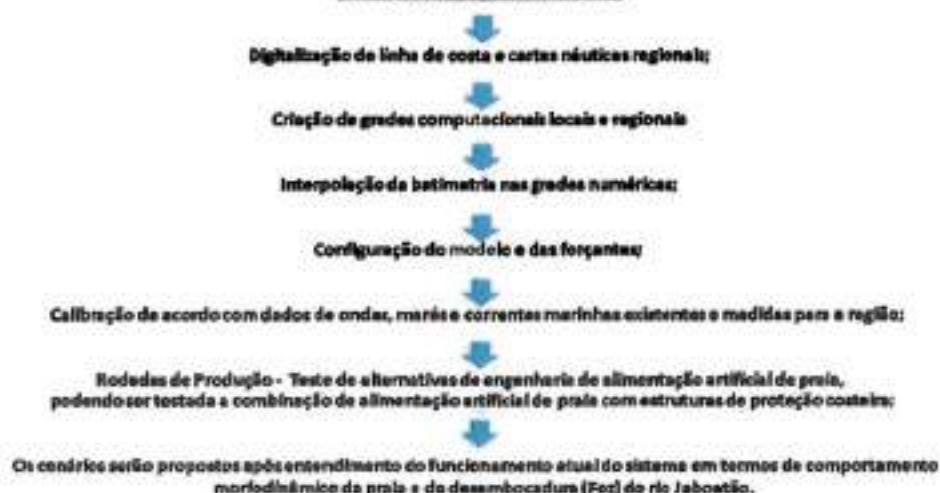 Digitalização de linha de costa e cartas náuticas regionais;
Criação de grades computacionais locais e regionais
Interpolação da batimetria nas grades numéricas;
Configuração do modelo e das forçantes;
Calibração de acordo com dados de ondas, marés e correntes marinhas existentes e medidas para a região;
Rodadas de Produção - Teste de alternativas de engenharia de alimentação artificial de praia,
podendo ser testada a combinação de alimentação artificial de praia com estruturas de proteção costeira;
Os cenários serão propostos após entendimento do funcionamento atual do sistema em termos de comportamento
morfodinâmico da praia e da desembocadura (Foz) do rio Jaboatão.